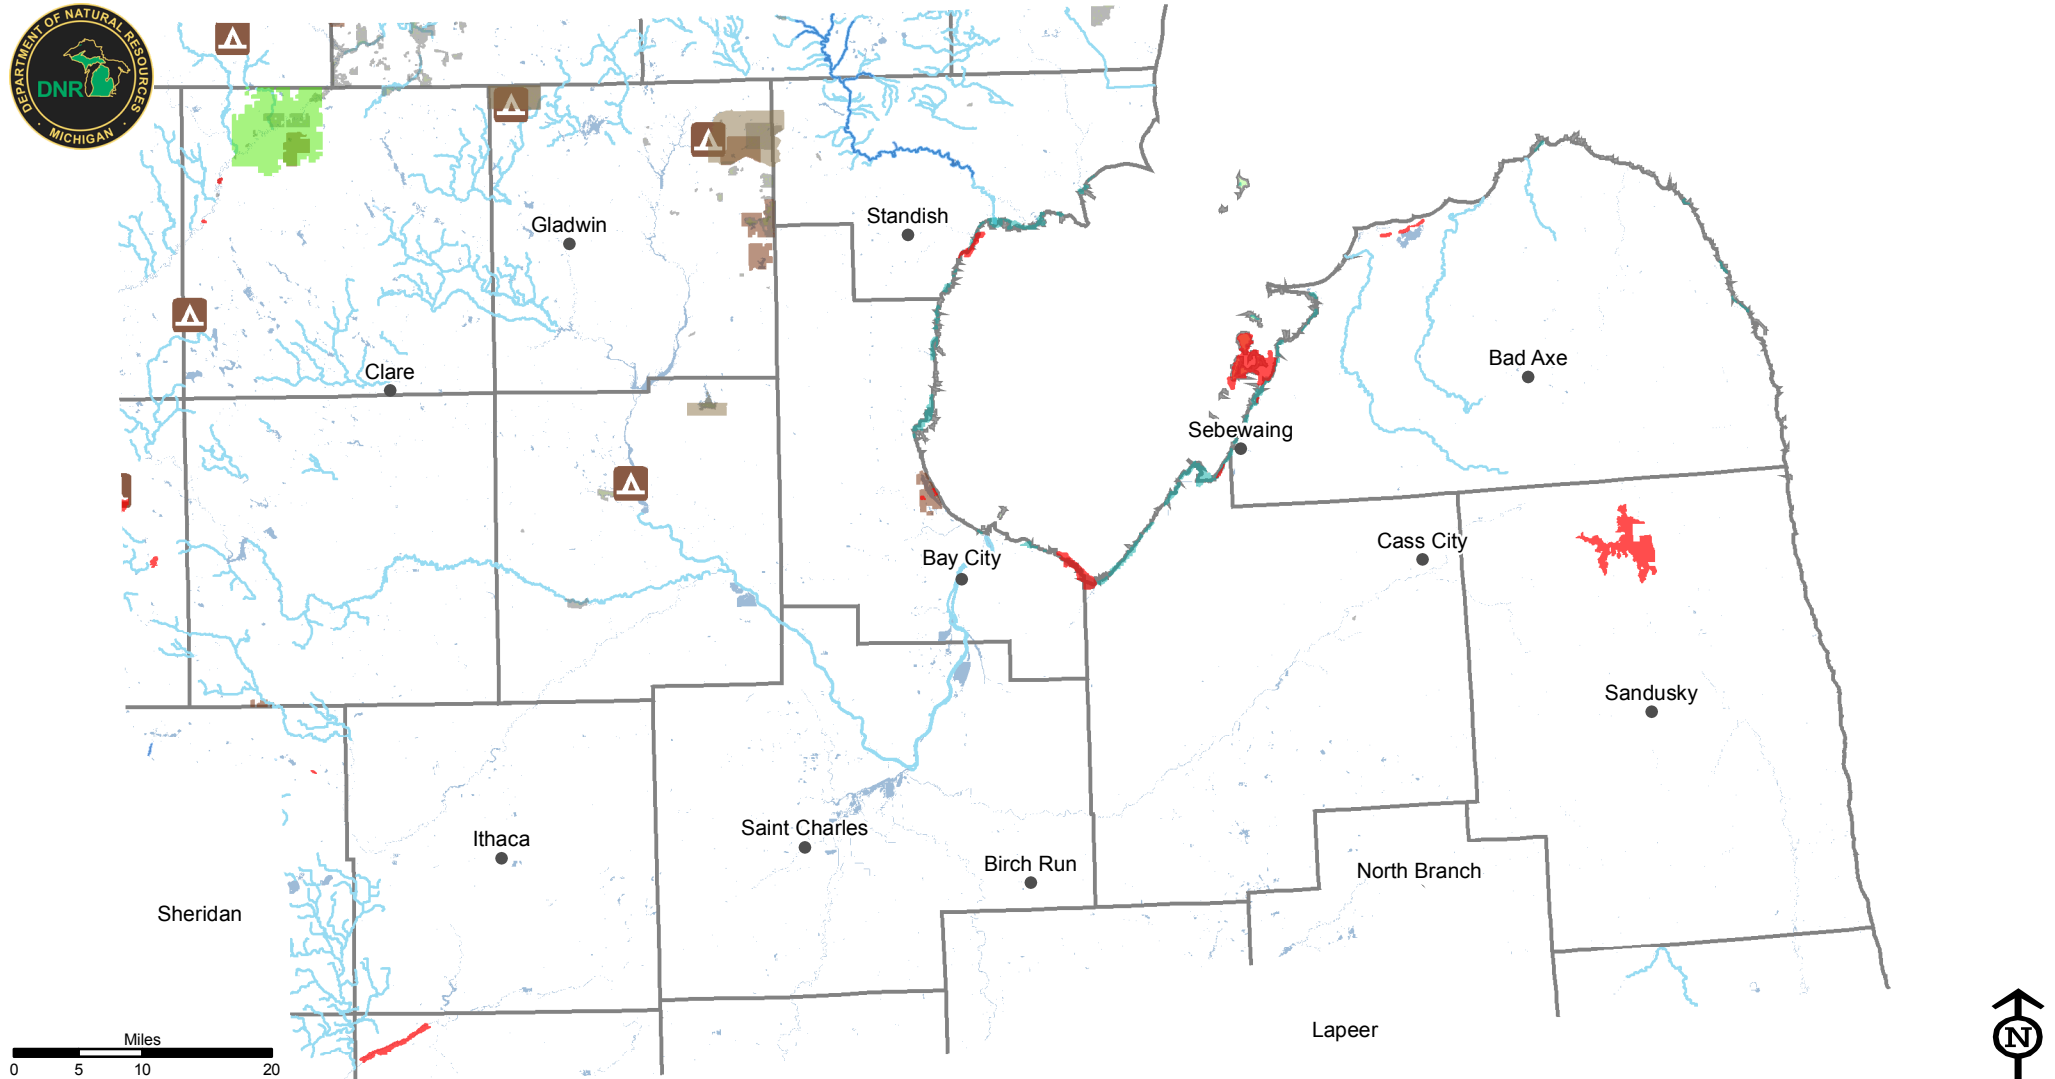 DEPARTMENT OF NATURAL RESOURCES
DNR
· MICHIGAN ·
Standish
Gladwin
Bad Axe
Clare
Sebewaing
Cass City
Bay City
Sandusky
Saint Charles
Ithaca
Birch Run
North Branch
Sheridan
Lapeer
Miles
0 5 10 20
N